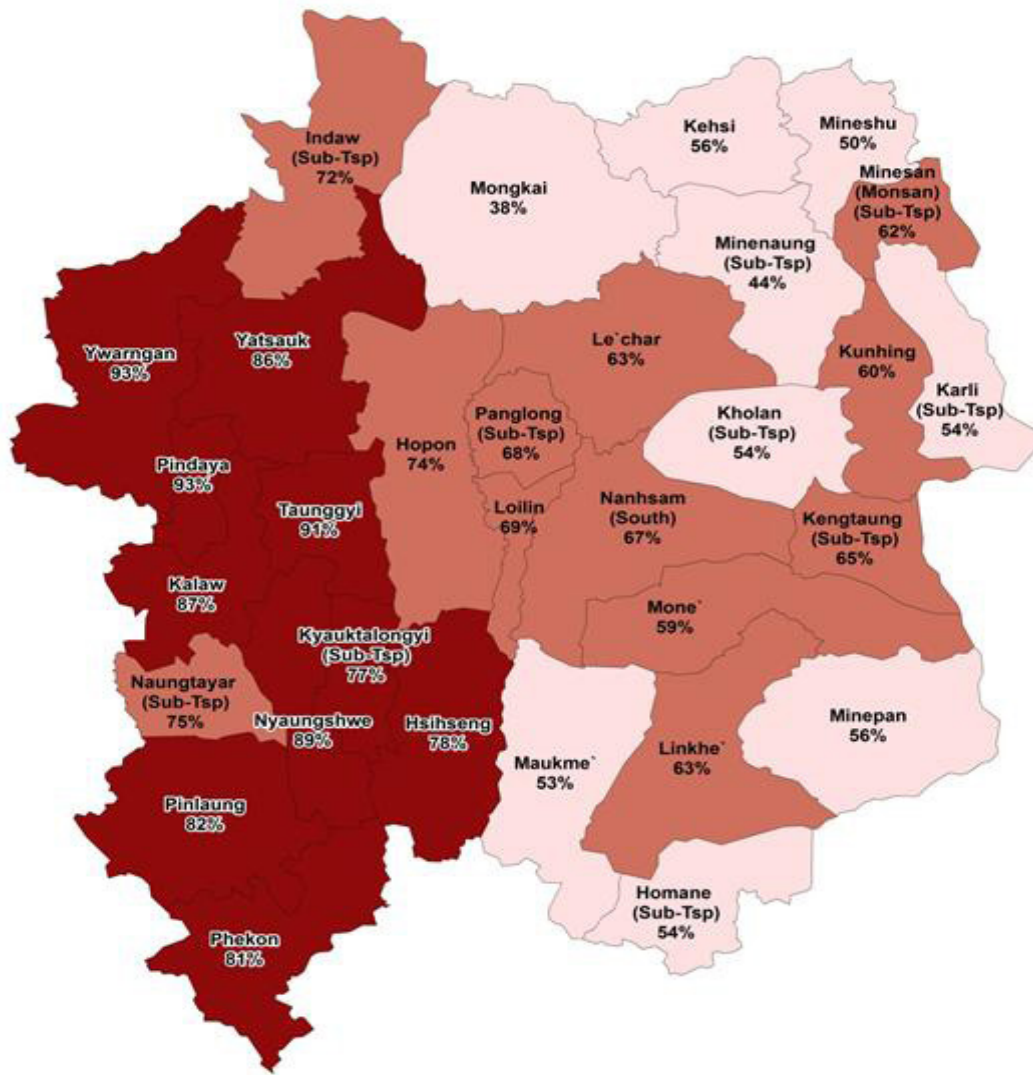 Indaw
(Sub-Tsp)
72%
Mongkai
38%
Kehsi
56%
Mineshu
50%
Minesan
(Monsan)
(Sub-Tsp)
62%
Minenaung
(Sub-Tsp)
44%
Ywarngan
93%
Yatsauk
86%
Le`char
63%
Kunhing
60%
Karli
(Sub-Tsp)
54%
Panglong
(Sub-Tsp)
68%
Kholan
(Sub-Tsp)
54%
Hopon
74%
Pindaya
93%
Taunggyi
91%
Loilin
69%
Nanhsam
(South)
67%
Kengtaung
(Sub-Tsp)
65%
Kalaw
87%
Mone`
59%
Kyauktalongyi
(Sub-Tsp)
77%
Naungtayar
(Sub-Tsp)
75%
Nyaungshwe
89%
Hsihseng
78%
Minepan
56%
Maukme`
53%
Linkhe`
63%
Pinlaung
82%
Homane
(Sub-Tsp)
54%
Phekon
81%